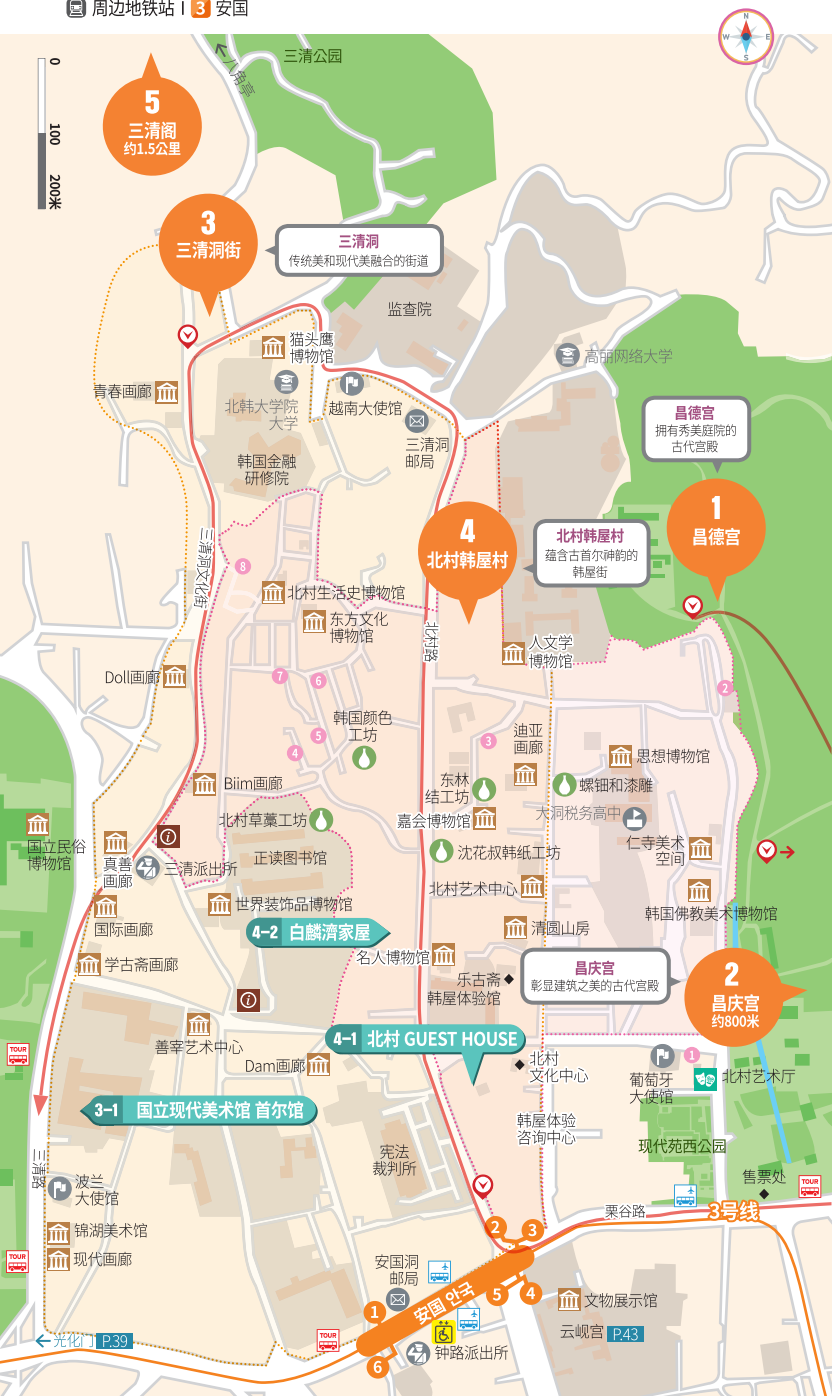 周边地铁站 I 3 安国
N
W
E
S
0
100
200米
八角亭
三清公园
5
三清阁
约1.5公里
3
三清洞街
三清洞
传统美和现代美融合的街道
监查院
猫头鹰
博物馆
高丽网络大学
青春画廊
北韩大学院
大学
越南大使馆
三清洞
邮局
昌德宫
拥有秀美庭院的
古代宫殿
韩国金融
研修院
1
昌德宫
4
北村韩屋村
北村韩屋村
蕴含古首尔神韵的
韩屋街
三清洞文化街
8
北村生活史博物馆
东方文化
博物馆
北村路
人文学
博物馆
Doll画廊
7
6
2
韩国颜色
工坊
5
4
3
迪亚
画廊
思想博物馆
Biim画廊
东林
结工坊
螺钿和漆雕
北村草藁工坊
嘉会博物馆
大洞税务高中
国立民俗
博物馆
真善
画廊
三清派出所
正读图书馆
沈花叔韩纸工坊
仁寺美术
空间
世界装饰品博物馆
北村艺术中心
韩国佛教美术博物馆
国际画廊
4-2 白麟濟家屋
清圆山房
学古斋画廊
名人博物馆
昌庆宫
彰显建筑之美的古代宫殿
2
昌庆宫
约800米
乐古斋
韩屋体验馆
善宰艺术中心
4-1 北村 GUEST HOUSE
TOUR
Dam画廊
北村
文化中心
1
葡萄牙
大使馆
北村艺术厅
3-1 国立现代美术馆 首尔馆
韩屋体验
咨询中心
宪法
裁判所
现代苑西公园
三清路
波兰
大使馆
售票处
TOUR
栗谷路
3号线
锦湖美术馆
现代画廊
TOUR
2
3
安国洞
邮局
安国 안국
5
4
1
文物展示馆
云岘宫 P.43
光化门 P.39
TOUR
6
钟路派出所